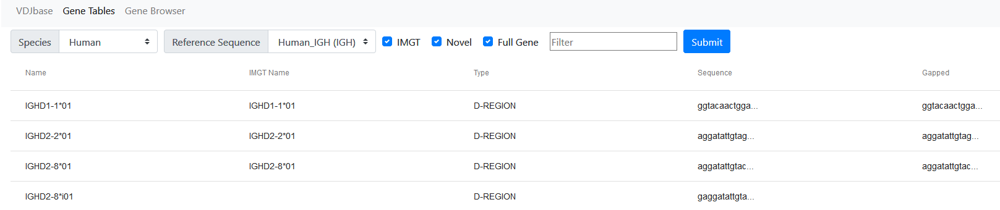 VDJbase Gene Tables Gene Browser
Species Human Reference Sequence Human_IGH (IGH) IMGT Novel Full Gene Filter Submit
Name IMGT Name Type Sequence Gapped
IGHD1-1*01 IGHD1-1*01 D-REGION ggtacaactgga... ggtacaactgga...
IGHD2-2*01 IGHD2-2*01 D-REGION aggatattgtag... aggatattgtag...
IGHD2-8*01 IGHD2-8*01 D-REGION aggatattgtac... aggatattgtac...
IGHD2-8*i01 D-REGION gaggatattgta...